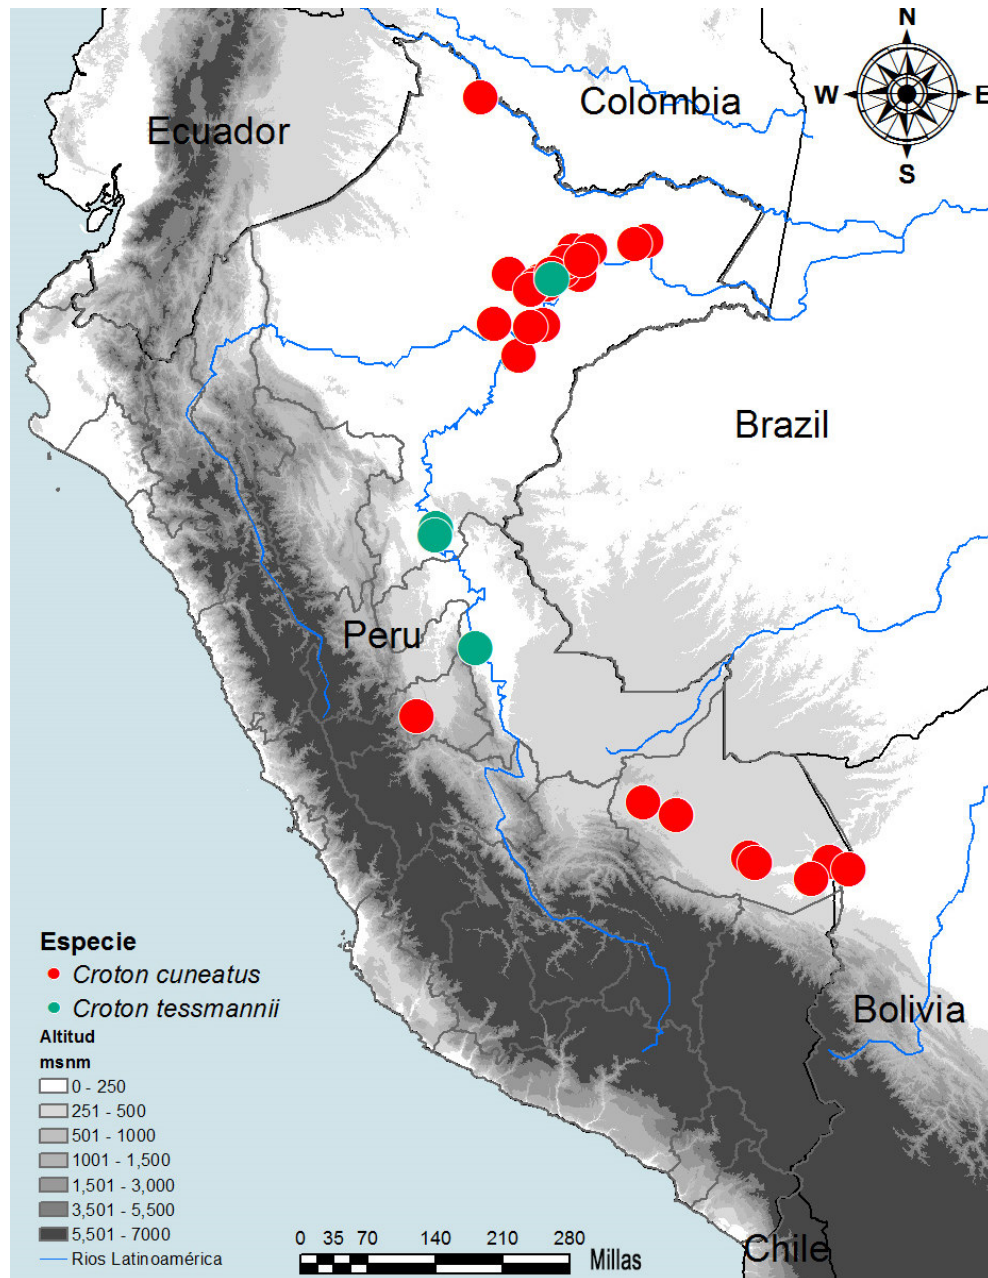 N
W E
S
Colombia
Ecuador
Brazil
Peru
Bolivia
Chile
Especie
Croton cuneatus
Croton tessmannii
Altitud
msnm
0 - 250
251 - 500
501 - 1000
1001 - 1,500
1,501 - 3,000
3,501 - 5,500
5,501 - 7000
Rios Latinoamérica
0 35 70 140 210 280
Millas